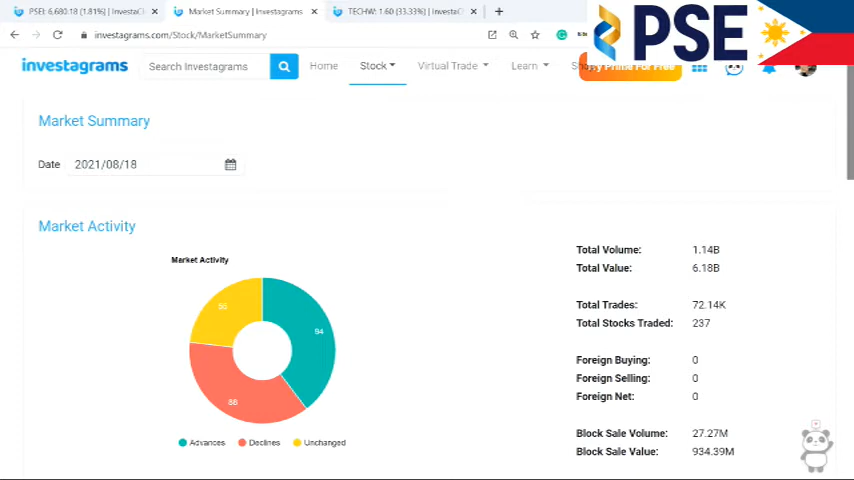 PSEI: 6,680.18 (1.81%) | Investa
Market Summary | Investagrams
TECHW: 1.60 (33.33%) | Investa
investagrams.com/Stock/MarketSummary
PSE
investagrams
Search Investagrams
Home
Stock
Virtual Trade
Learn
Market Summary
Date 2021/08/18
Market Activity
Market Activity
55
94
88
Advances Declines Unchanged
Total Volume: 1.14B
Total Value: 6.18B
Total Trades: 72.14K
Total Stocks Traded: 237
Foreign Buying: 0
Foreign Selling: 0
Foreign Net: 0
Block Sale Volume: 27.27M
Block Sale Value: 934.39M